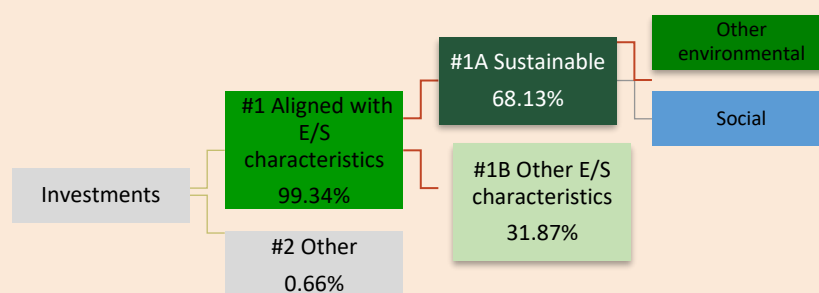 Investments
#1 Aligned with
E/S
characteristics
99.34%
#2 Other
0.66%
#1A Sustainable
68.13%
#1B Other E/S
characteristics
31.87%
Other
environmental
Social